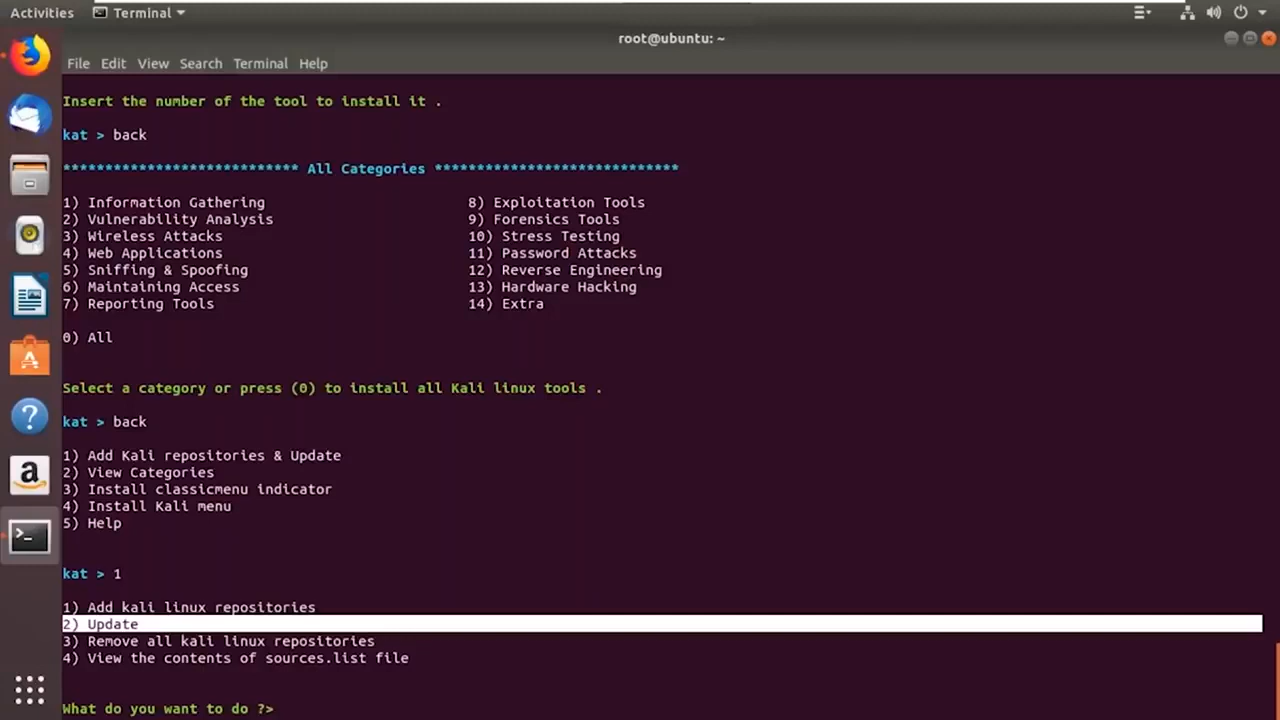 Activities Terminal
root@ubuntu: ~
File Edit View Search Terminal Help
Insert the number of the tool to install it .
kat > back
**************************** All Categories *****************************
1) Information Gathering 8) Exploitation Tools
2) Vulnerability Analysis 9) Forensics Tools
3) Wireless Attacks 10) Stress Testing
4) Web Applications 11) Password Attacks
5) Sniffing & Spoofing 12) Reverse Engineering
6) Maintaining Access 13) Hardware Hacking
7) Reporting Tools 14) Extra
0) All
Select a category or press (0) to install all Kali linux tools .
kat > back
1) Add Kali repositories & Update
2) View Categories
3) Install classicmenu indicator
4) Install Kali menu
5) Help
kat > 1
1) Add kali linux repositories
2) Update
3) Remove all kali linux repositories
4) View the contents of sources.list file
What do you want to do ?>